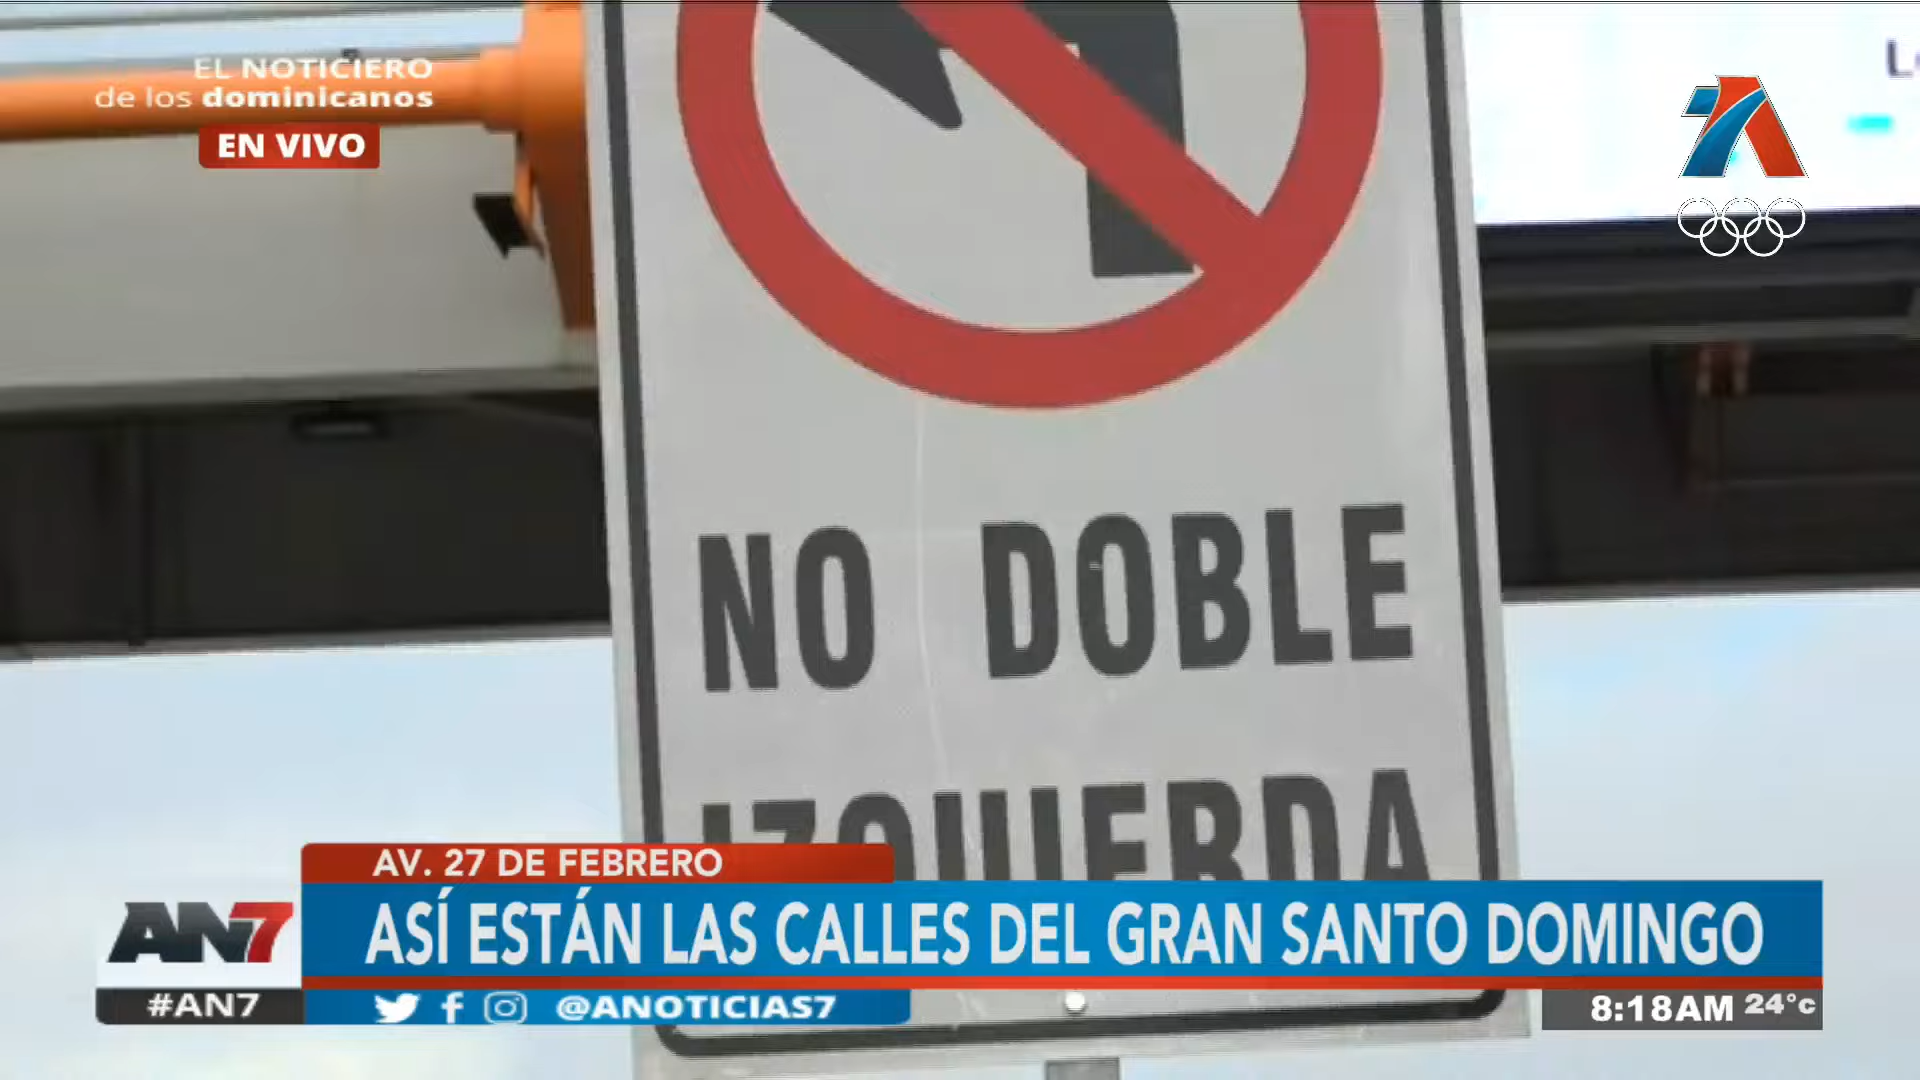 EL NOTICIERO
de los dominicanos
EN VIVO
NO DOBLE
IZQUIERDA
AV. 27 DE FEBRERO
AN7
ASÍ ESTÁN LAS CALLES DEL GRAN SANTO DOMINGO
#AN7
@ANOTICIAS7
8:18AM 24°c